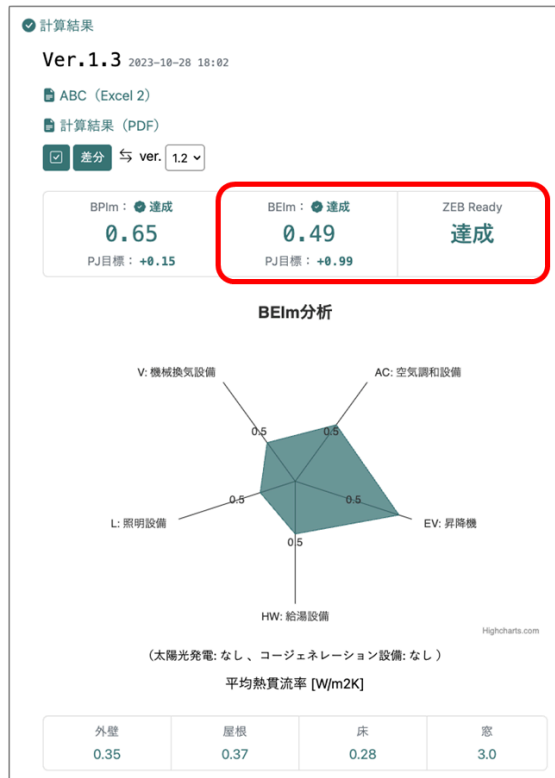 計算結果
Ver.1.3 2023-10-28 18:02
ABC（Excel 2）
計算結果（PDF）
差分 ver. 1.2
BPIm： 達成
0.65
PJ目標： +0.15
BEIm： 達成
0.49
PJ目標： +0.99
ZEB Ready
達成
BEIm分析
V: 機械換気設備
AC: 空気調和設備
0.5
0.5
0.5
0.5
L: 照明設備
EV: 昇降機
0.5
HW: 給湯設備
Highcharts.com
（太陽光発電: なし 、コージェネレーション設備: なし ）
平均熱貫流率 [W/m2K]
外壁 屋根 床 窓
0.35 0.37 0.28 3.0